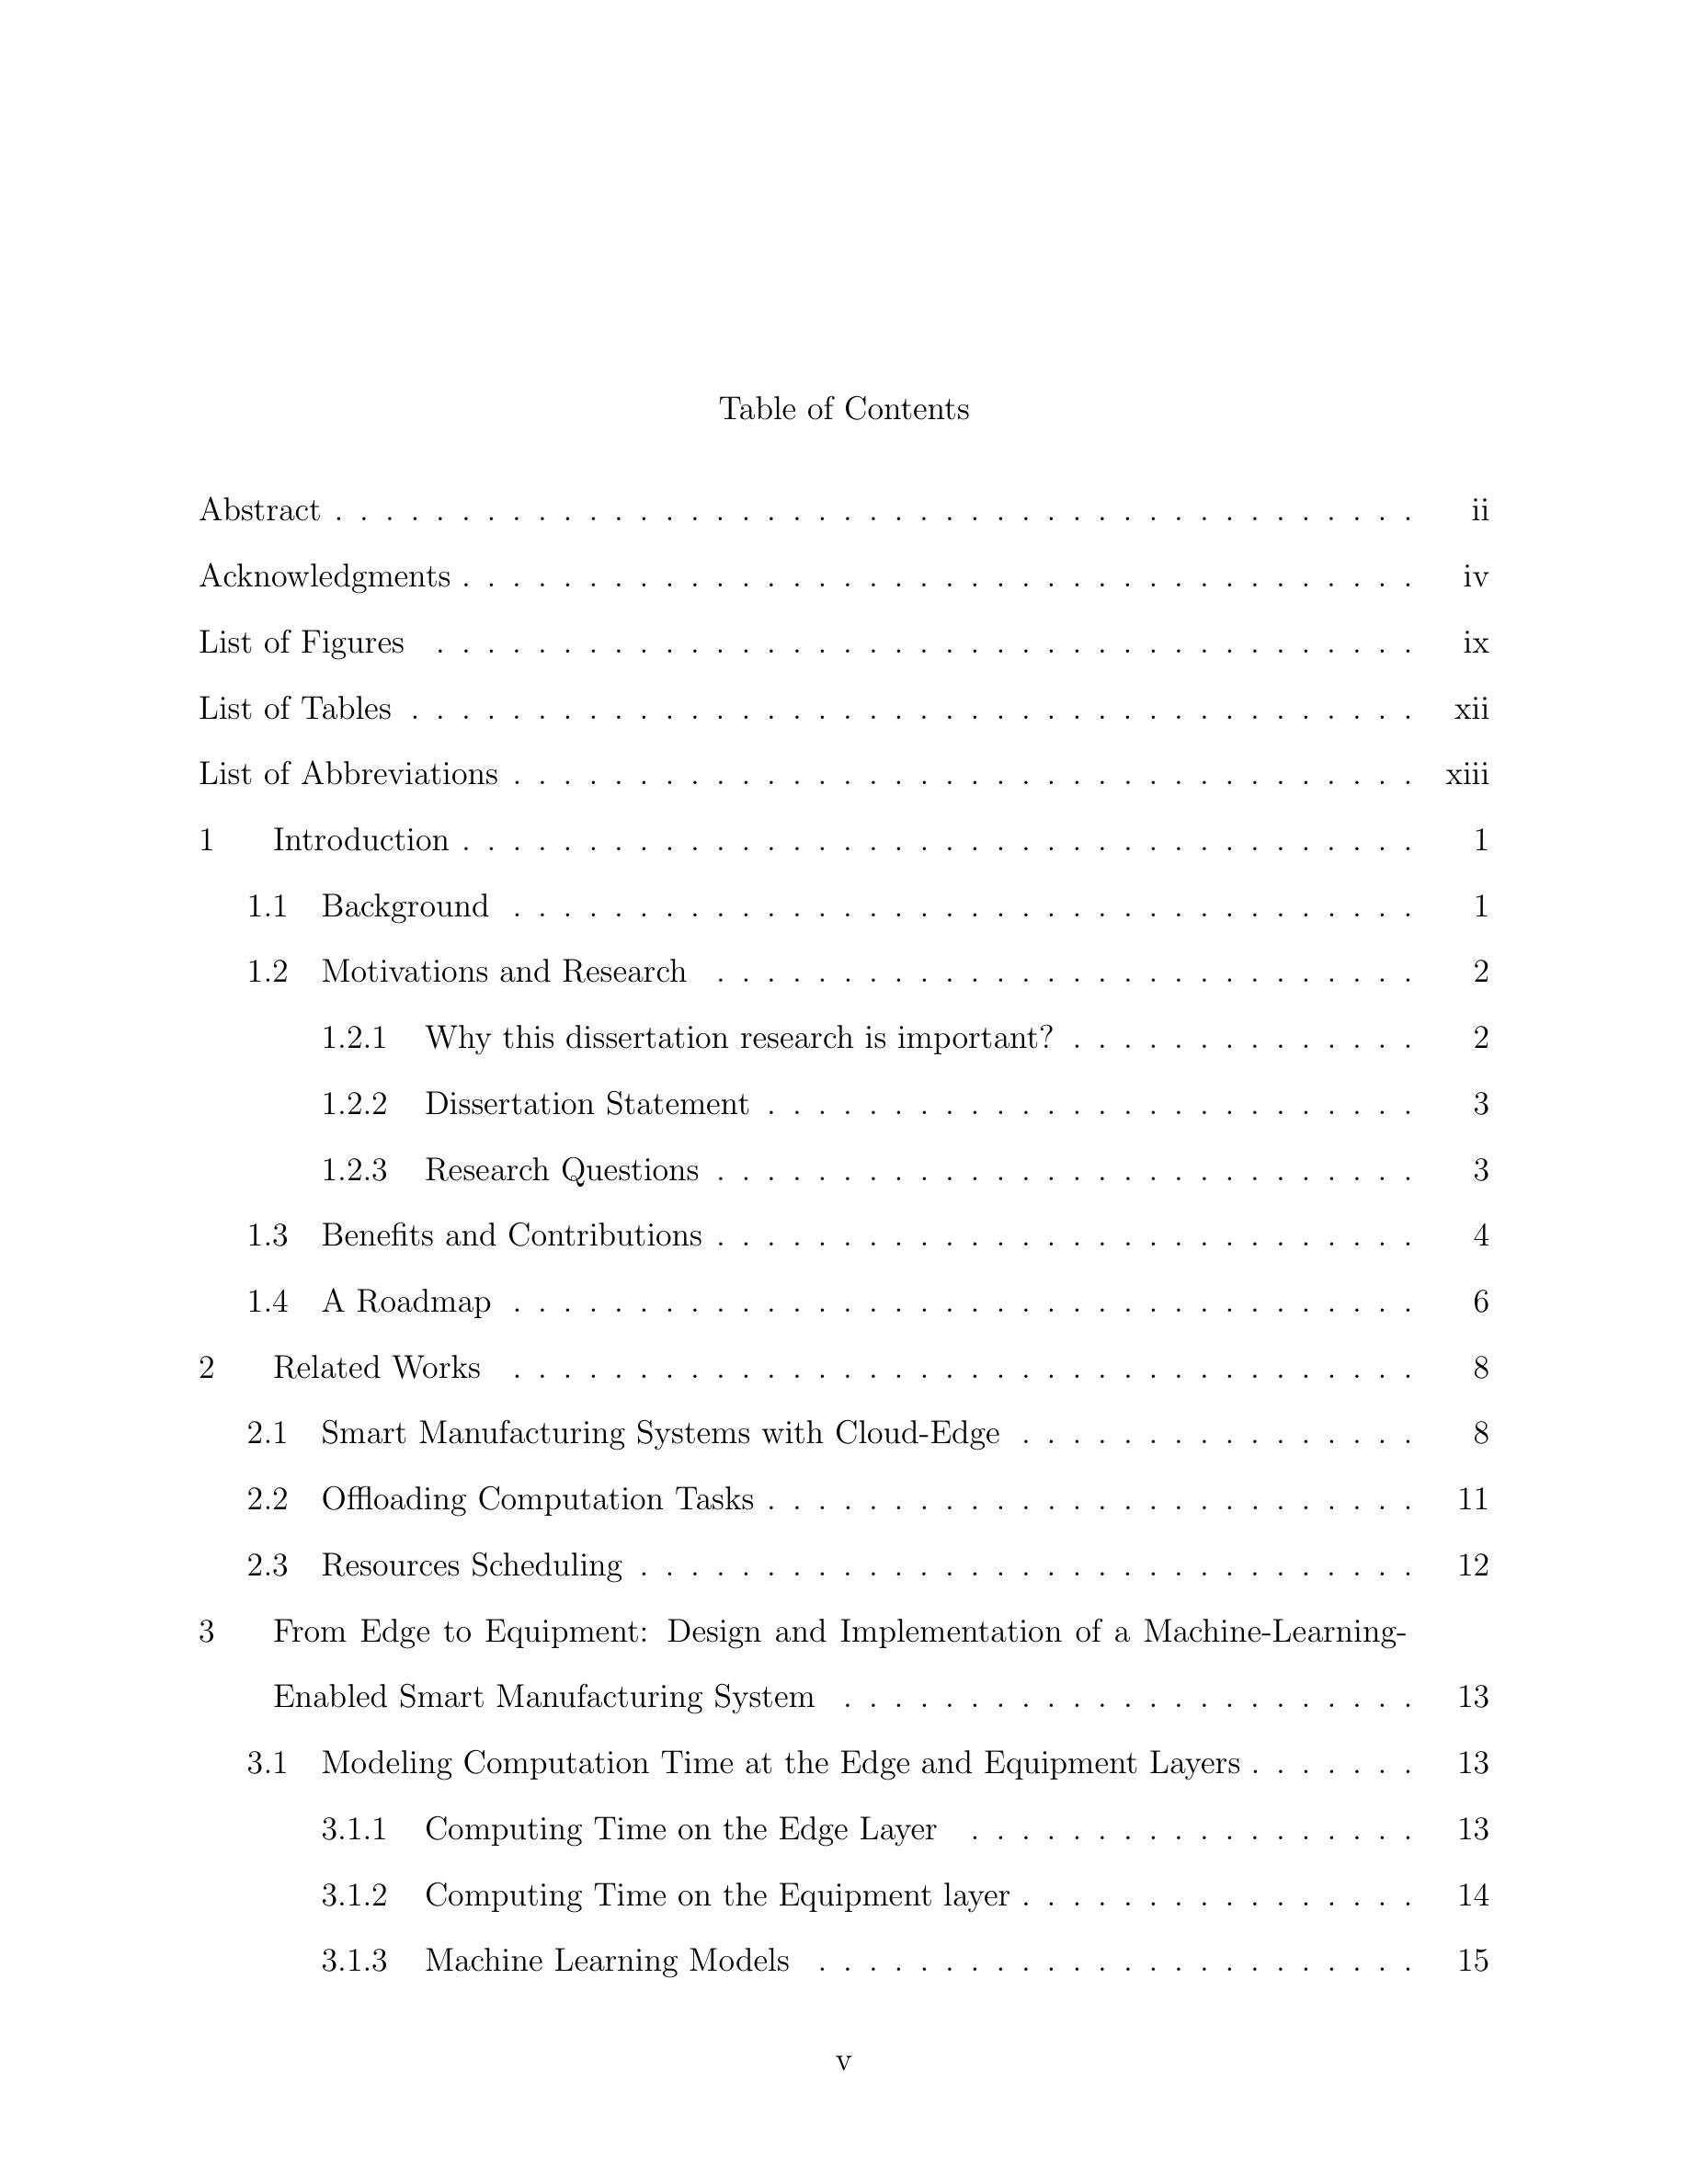 Table of Contents
Abstract . . . . . . . . . . . . . . . . . . . . . . . . . . . . . . . . . . . . . . . . . . . ii
Acknowledgments . . . . . . . . . . . . . . . . . . . . . . . . . . . . . . . . . . . . . . iv
List of Figures . . . . . . . . . . . . . . . . . . . . . . . . . . . . . . . . . . . . . . . ix
List of Tables . . . . . . . . . . . . . . . . . . . . . . . . . . . . . . . . . . . . . . . . xii
List of Abbreviations . . . . . . . . . . . . . . . . . . . . . . . . . . . . . . . . . . . . xiii
1 Introduction . . . . . . . . . . . . . . . . . . . . . . . . . . . . . . . . . . . . . . 1
1.1 Background . . . . . . . . . . . . . . . . . . . . . . . . . . . . . . . . . . . . 1
1.2 Motivations and Research . . . . . . . . . . . . . . . . . . . . . . . . . . . . 2
1.2.1 Why this dissertation research is important? . . . . . . . . . . . . . . 2
1.2.2 Dissertation Statement . . . . . . . . . . . . . . . . . . . . . . . . . . 3
1.2.3 Research Questions . . . . . . . . . . . . . . . . . . . . . . . . . . . . 3
1.3 Benefits and Contributions . . . . . . . . . . . . . . . . . . . . . . . . . . . . 4
1.4 A Roadmap . . . . . . . . . . . . . . . . . . . . . . . . . . . . . . . . . . . . 6
2 Related Works . . . . . . . . . . . . . . . . . . . . . . . . . . . . . . . . . . . . 8
2.1 Smart Manufacturing Systems with Cloud-Edge . . . . . . . . . . . . . . . . 8
2.2 Offloading Computation Tasks . . . . . . . . . . . . . . . . . . . . . . . . . . 11
2.3 Resources Scheduling . . . . . . . . . . . . . . . . . . . . . . . . . . . . . . . 12
3 From Edge to Equipment: Design and Implementation of a Machine-Learning-
Enabled Smart Manufacturing System . . . . . . . . . . . . . . . . . . . . . . . 13
3.1 Modeling Computation Time at the Edge and Equipment Layers . . . . . . . 13
3.1.1 Computing Time on the Edge Layer . . . . . . . . . . . . . . . . . . 13
3.1.2 Computing Time on the Equipment layer . . . . . . . . . . . . . . . . 14
3.1.3 Machine Learning Models . . . . . . . . . . . . . . . . . . . . . . . . 15
v